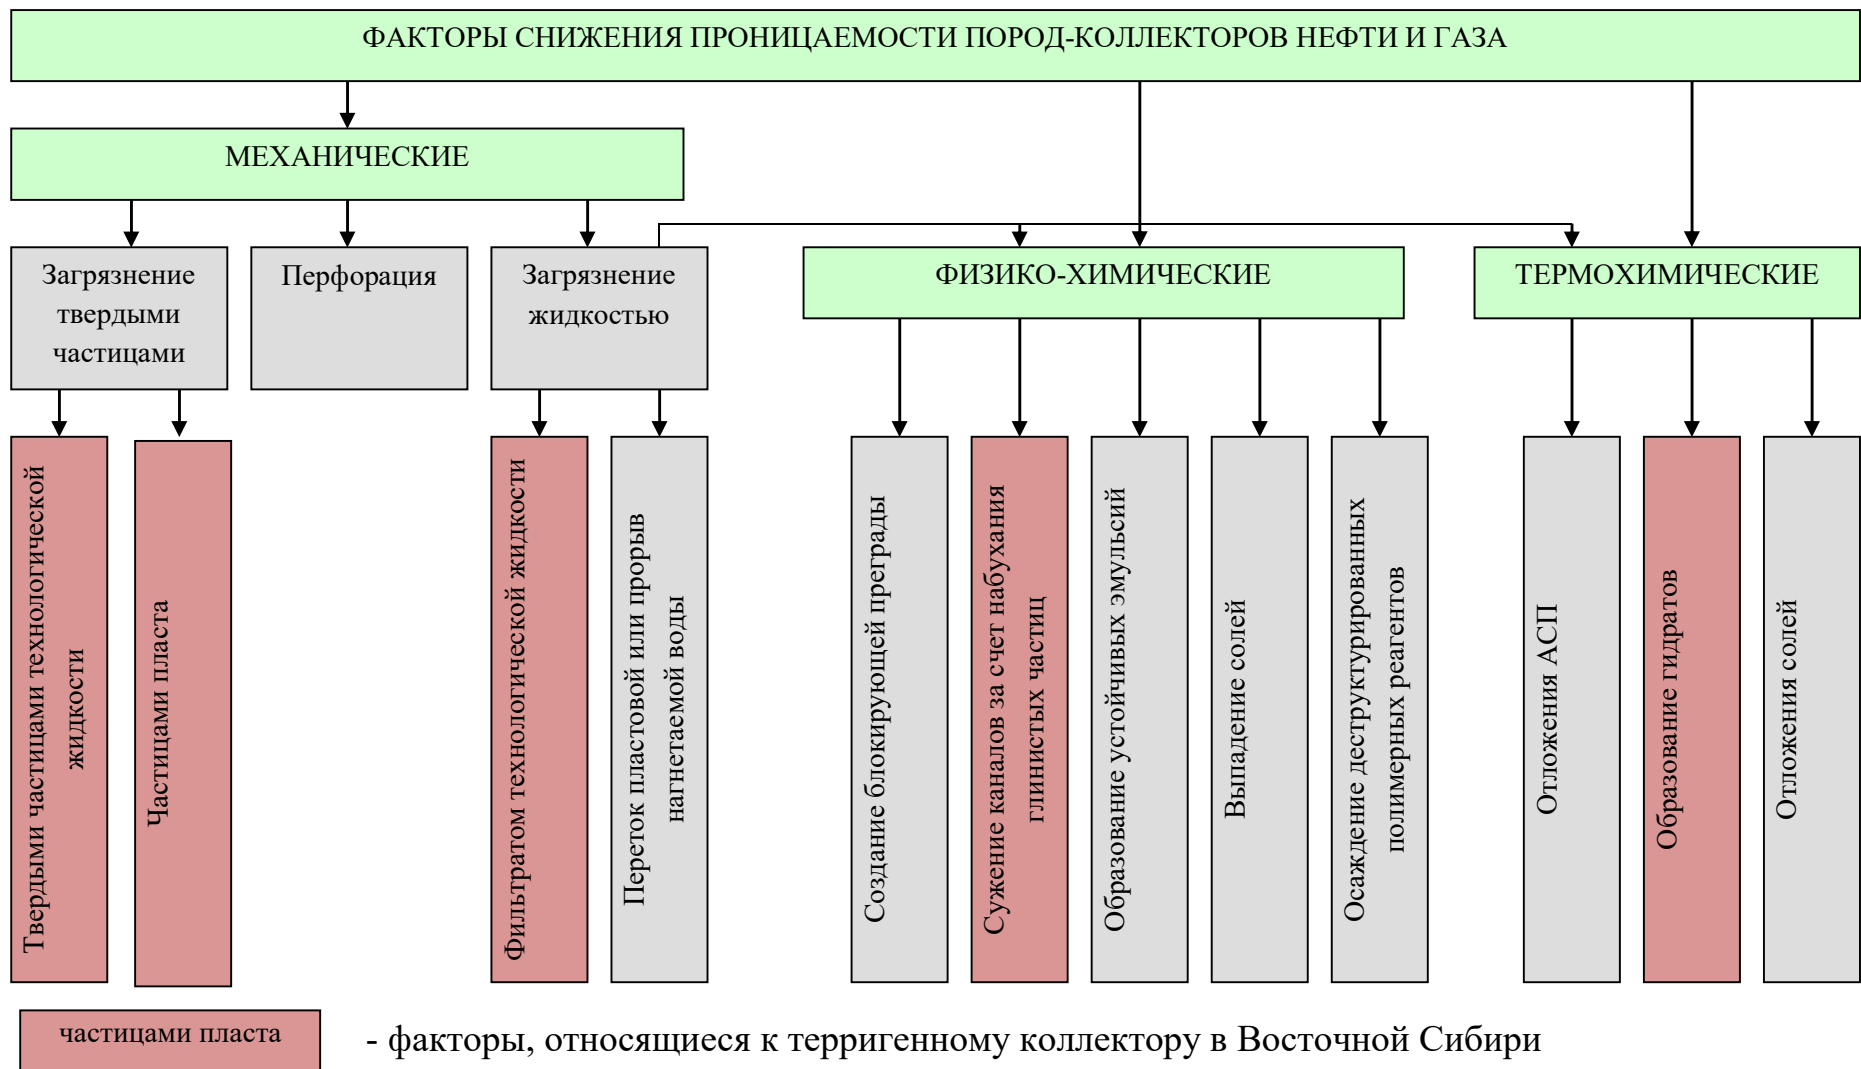 ФАКТОРЫ СНИЖЕНИЯ ПРОНИЦАЕМОСТИ ПОРОД-КОЛЛЕКТОРОВ НЕФТИ И ГАЗА
МЕХАНИЧЕСКИЕ
Загрязнение
твердыми
частицами
Перфорация
Загрязнение
жидкостью
ФИЗИКО-ХИМИЧЕСКИЕ
ТЕРМОХИМИЧЕСКИЕ
Твердыми частицами технологической
жидкости
Частицами пласта
Фильтратом технологической жидкости
Переток пластовой или прорыв
нагнетаемой воды
Создание блокирующей преграды
Сужение каналов за счет набухания
глинистых частиц
Образование устойчивых эмульсий
Выпадение солей
Осаждение деструктурированных
полимерных реагентов
Отложения АСП
Образование гидратов
Отложения солей
частицами пласта
- факторы, относящиеся к терригенному коллектору в Восточной Сибири